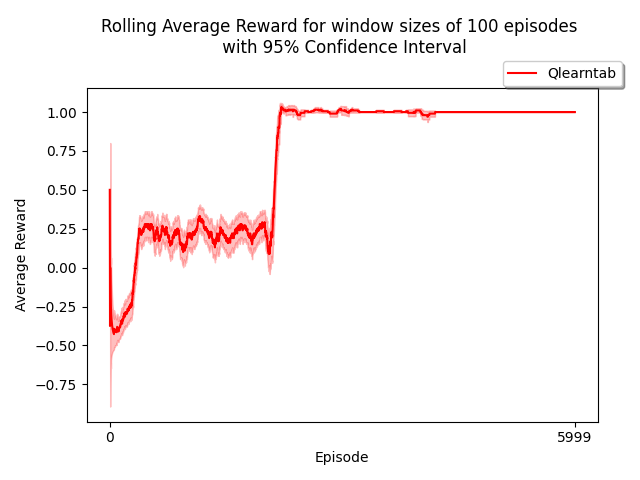 Rolling Average Reward for window sizes of 100 episodes
with 95% Confidence Interval
Qlearntab
1.00
0.75
0.50
0.25
0.00
−0.25
−0.50
−0.75
Average Reward
0
5999
Episode